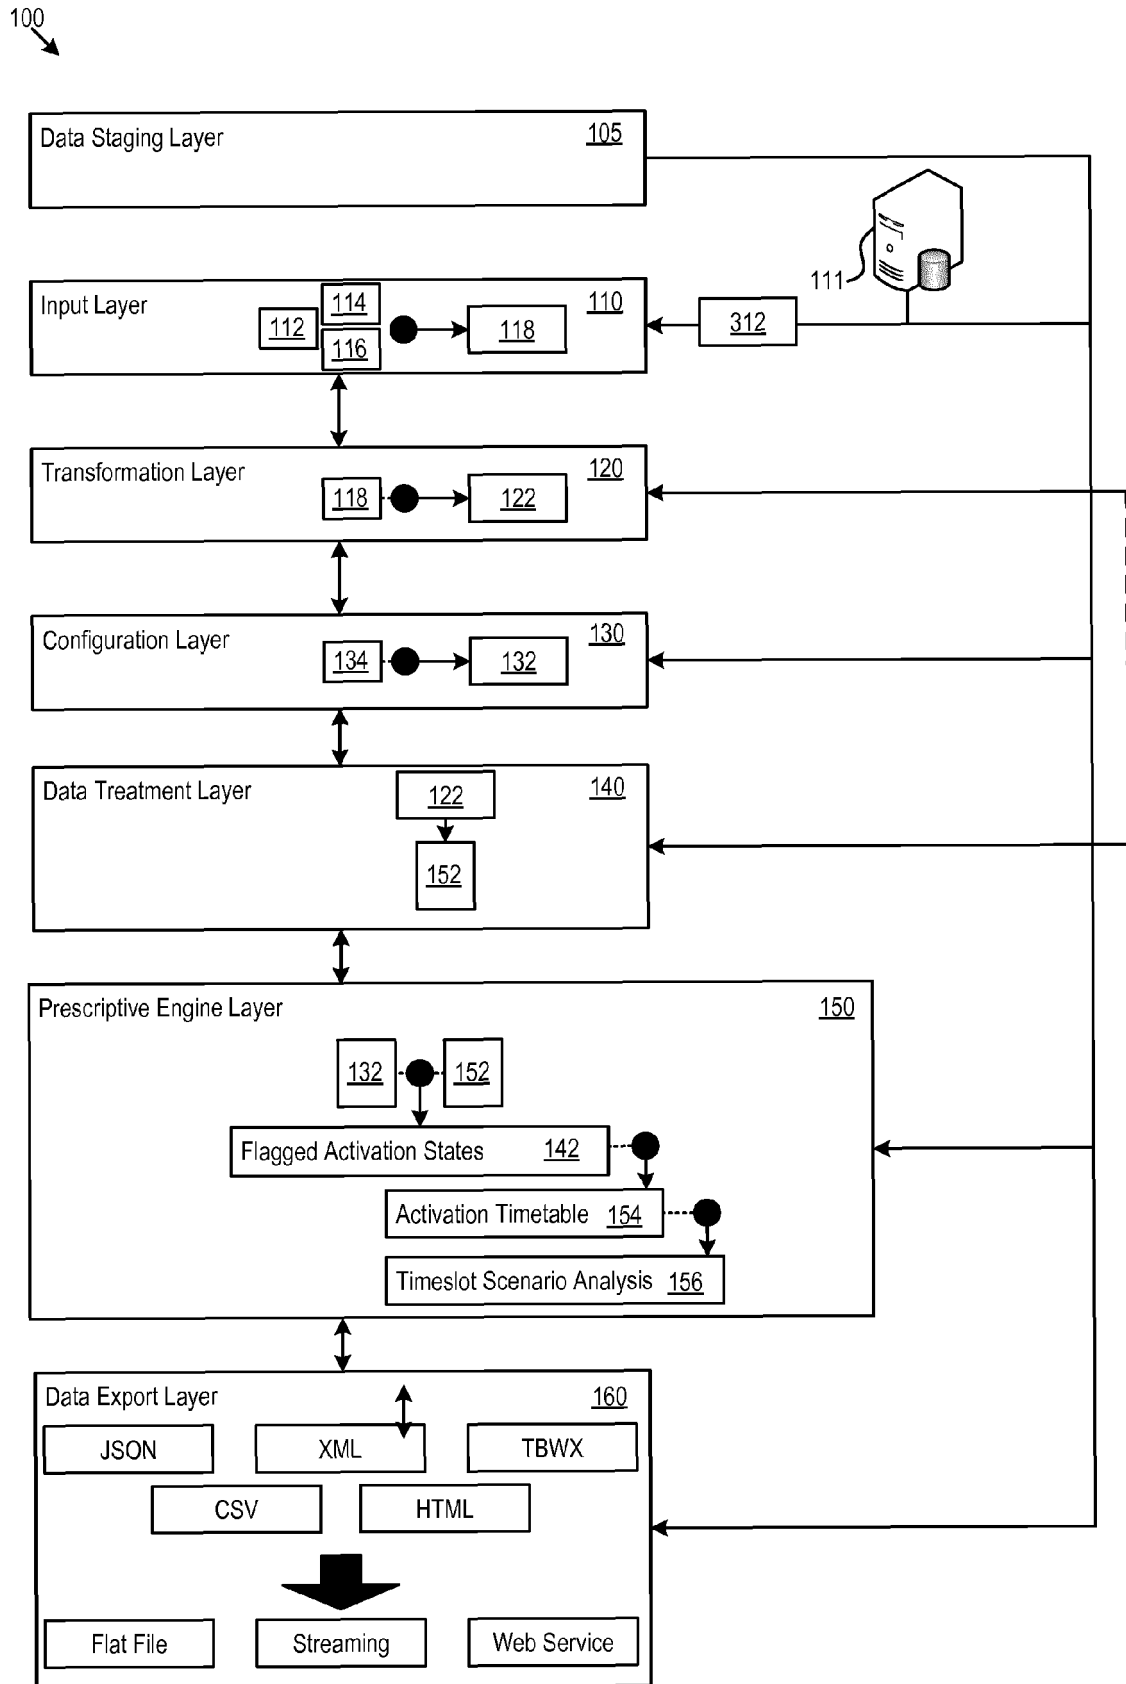 100
Data Staging Layer 105
111
Input Layer 112 114 116 118 110
312
Transformation Layer 118 122 120
Configuration Layer 134 132 130
Data Treatment Layer 122 140
152
Prescriptive Engine Layer 150
132 152
Flagged Activation States 142
Activation Timetable 154
Timeslot Scenario Analysis 156
Data Export Layer 160
JSON XML TBWX
CSV HTML
Flat File Streaming Web Service